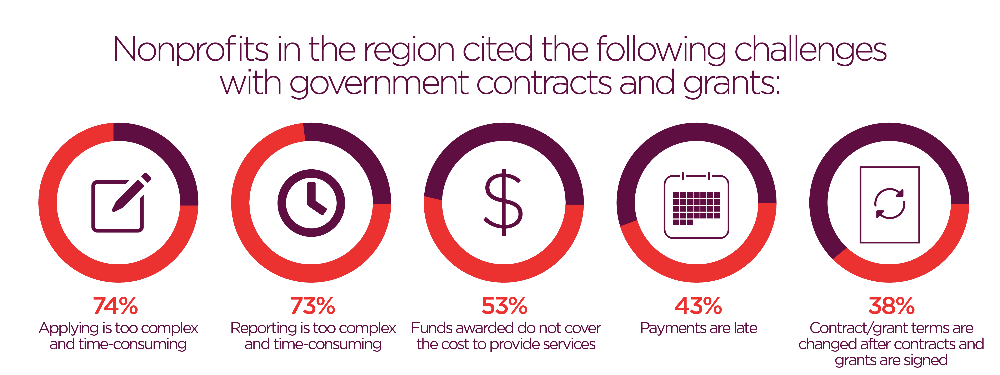 Nonprofits in the region cited the following challenges
with government contracts and grants:
74%
Applying is too complex
and time-consuming
73%
Reporting is too complex
and time-consuming
53%
Funds awarded do not cover
the cost to provide services
43%
Payments are late
38%
Contract/grant terms are
changed after contracts and
grants are signed